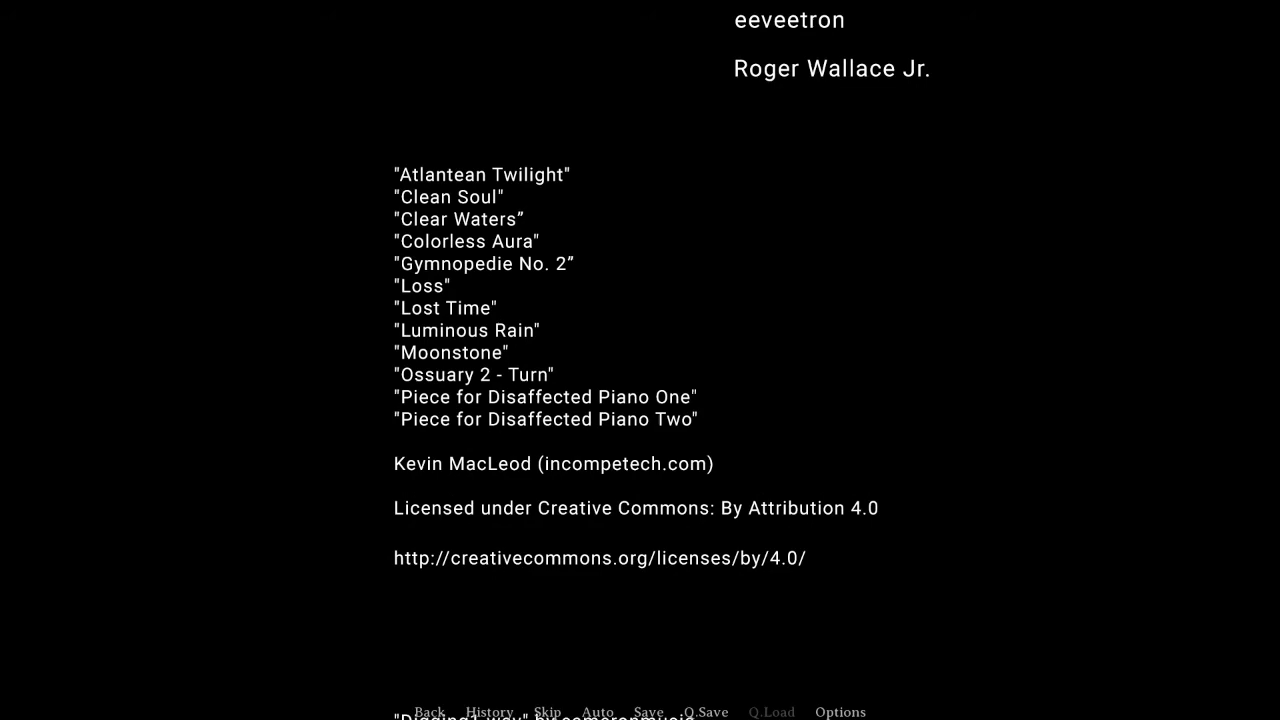 eeveetron
Roger Wallace Jr.
"Atlantean Twilight"
"Clean Soul"
"Clear Waters”
"Colorless Aura"
"Gymnopedie No. 2”
"Loss"
"Lost Time"
"Luminous Rain"
"Moonstone"
"Ossuary 2 - Turn"
"Piece for Disaffected Piano One"
"Piece for Disaffected Piano Two"
Kevin MacLeod (incompetech.com)
Licensed under Creative Commons: By Attribution 4.0
http://creativecommons.org/licenses/by/4.0/
Back History Skip Auto Save Q.Save Q.Load Options